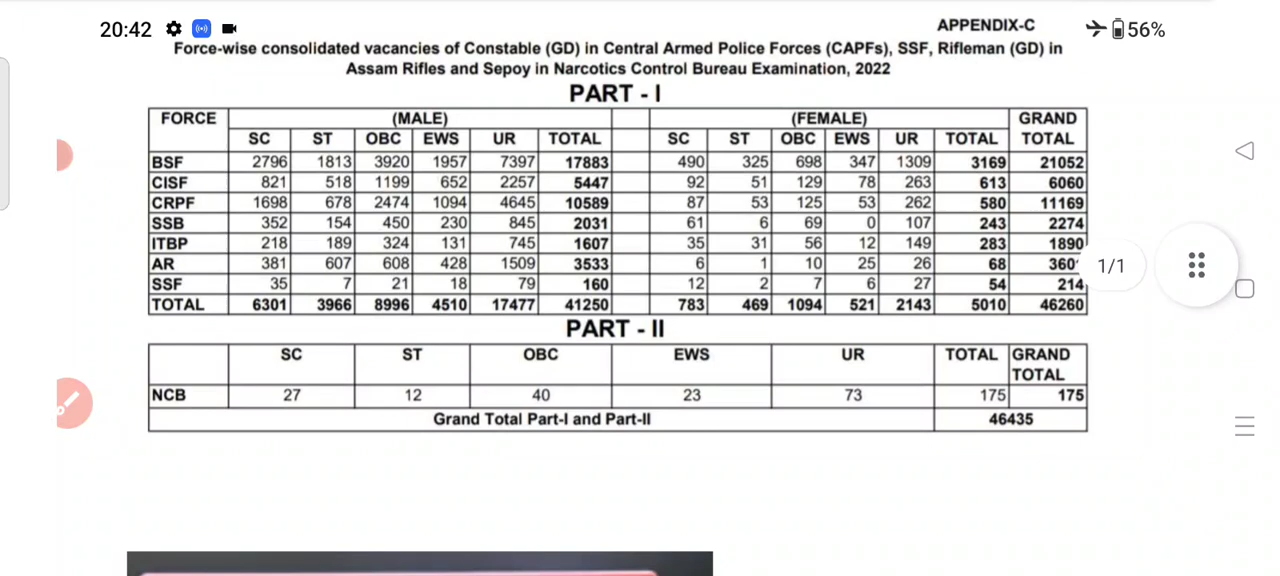 20:42
56%
APPENDIX-C
Force-wise consolidated vacancies of Constable (GD) in Central Armed Police Forces (CAPFs), SSF, Rifleman (GD) in
Assam Rifles and Sepoy in Narcotics Control Bureau Examination, 2022
PART - I
FORCE (MALE) (FEMALE) GRAND
SC ST OBC EWS UR TOTAL SC ST OBC EWS UR TOTAL TOTAL
BSF 2796 1813 3920 1957 7397 17883 490 325 698 347 1309 3169 21052
CISF 821 518 1199 652 2257 5447 92 51 129 78 263 613 6060
CRPF 1698 678 2474 1094 4645 10589 87 53 125 53 262 580 11169
SSB 352 154 450 230 845 2031 61 6 69 0 107 243 2274
ITBP 218 189 324 131 745 1607 35 31 56 12 149 283 1890
AR 381 607 608 428 1509 3533 6 1 10 25 26 68
SSF 35 7 21 18 79 160 12 2 7 6 27 54 214
TOTAL 6301 3966 8996 4510 17477 41250 783 469 1094 521 2143 5010 46260
1/1
PART - II
SC ST OBC EWS UR TOTAL GRAND
TOTAL
NCB 27 12 40 23 73 175 175
Grand Total Part-I and Part-II 46435